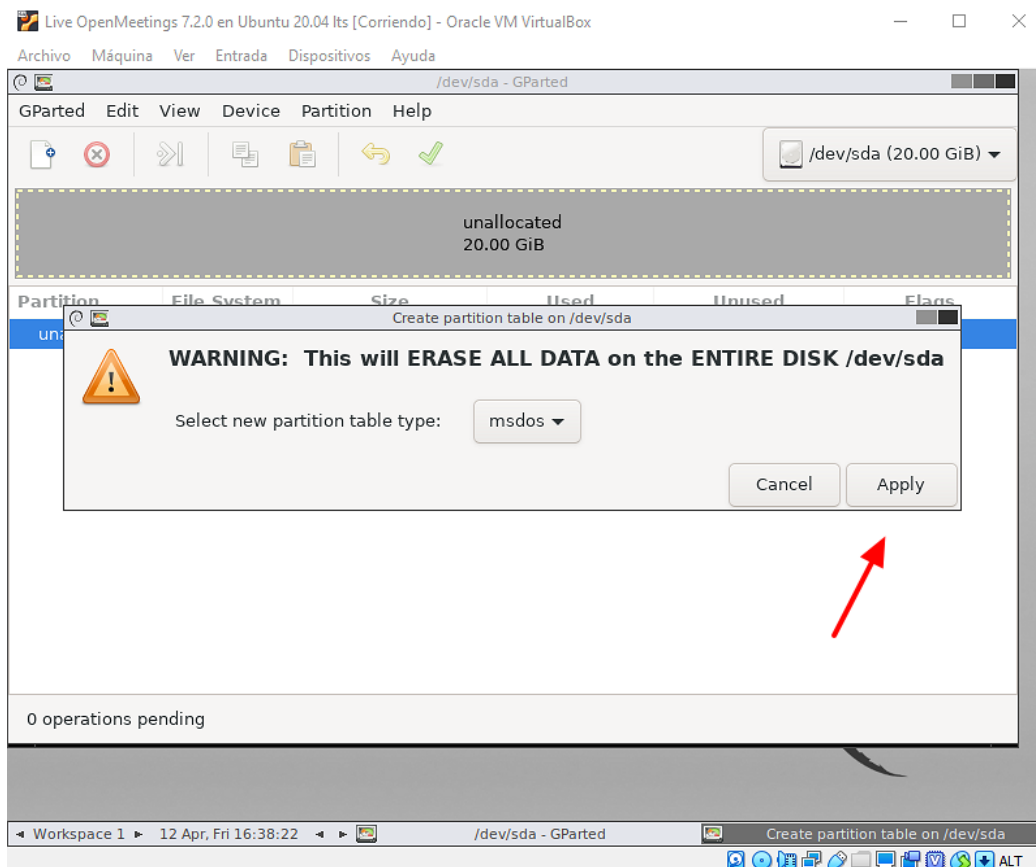 Live OpenMeetings 7.2.0 en Ubuntu 20.04 lts [Corriendo] - Oracle VM VirtualBox
Archivo Máquina Ver Entrada Dispositivos Ayuda
/dev/sda - GParted
GParted Edit View Device Partition Help
/dev/sda (20.00 GiB)
unallocated
20.00 GiB
Partition File System Size Used Unused Flags
Create partition table on /dev/sda
WARNING: This will ERASE ALL DATA on the ENTIRE DISK /dev/sda
Select new partition table type: msdos
Cancel Apply
0 operations pending
Workspace 1 12 Apr, Fri 16:38:22 /dev/sda - GParted Create partition table on /dev/sda
ALT